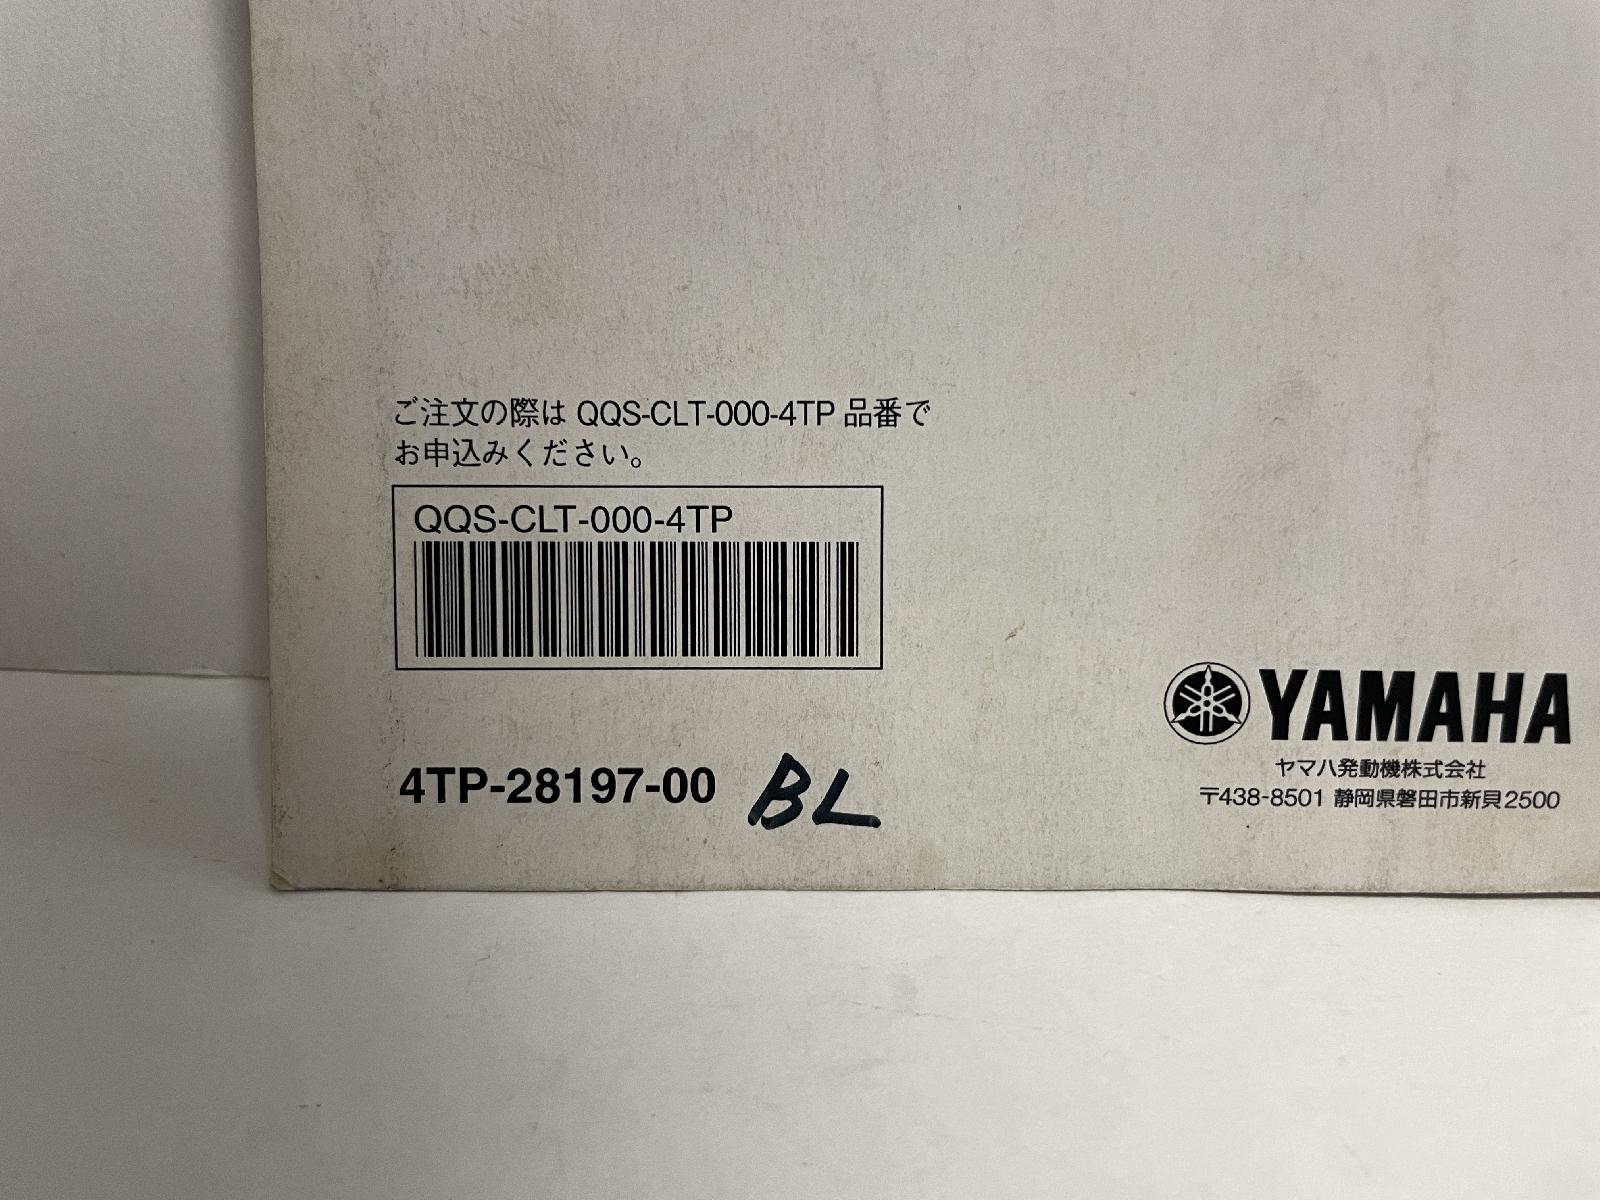 ご注文の際は QQS-CLT-000-4TP 品番で
お申込みください。
QQS-CLT-000-4TP
4TP-28197-00 BL
YAMAHA
ヤマハ発動機株式会社
〒438-8501 静岡県磐田市新貝2500